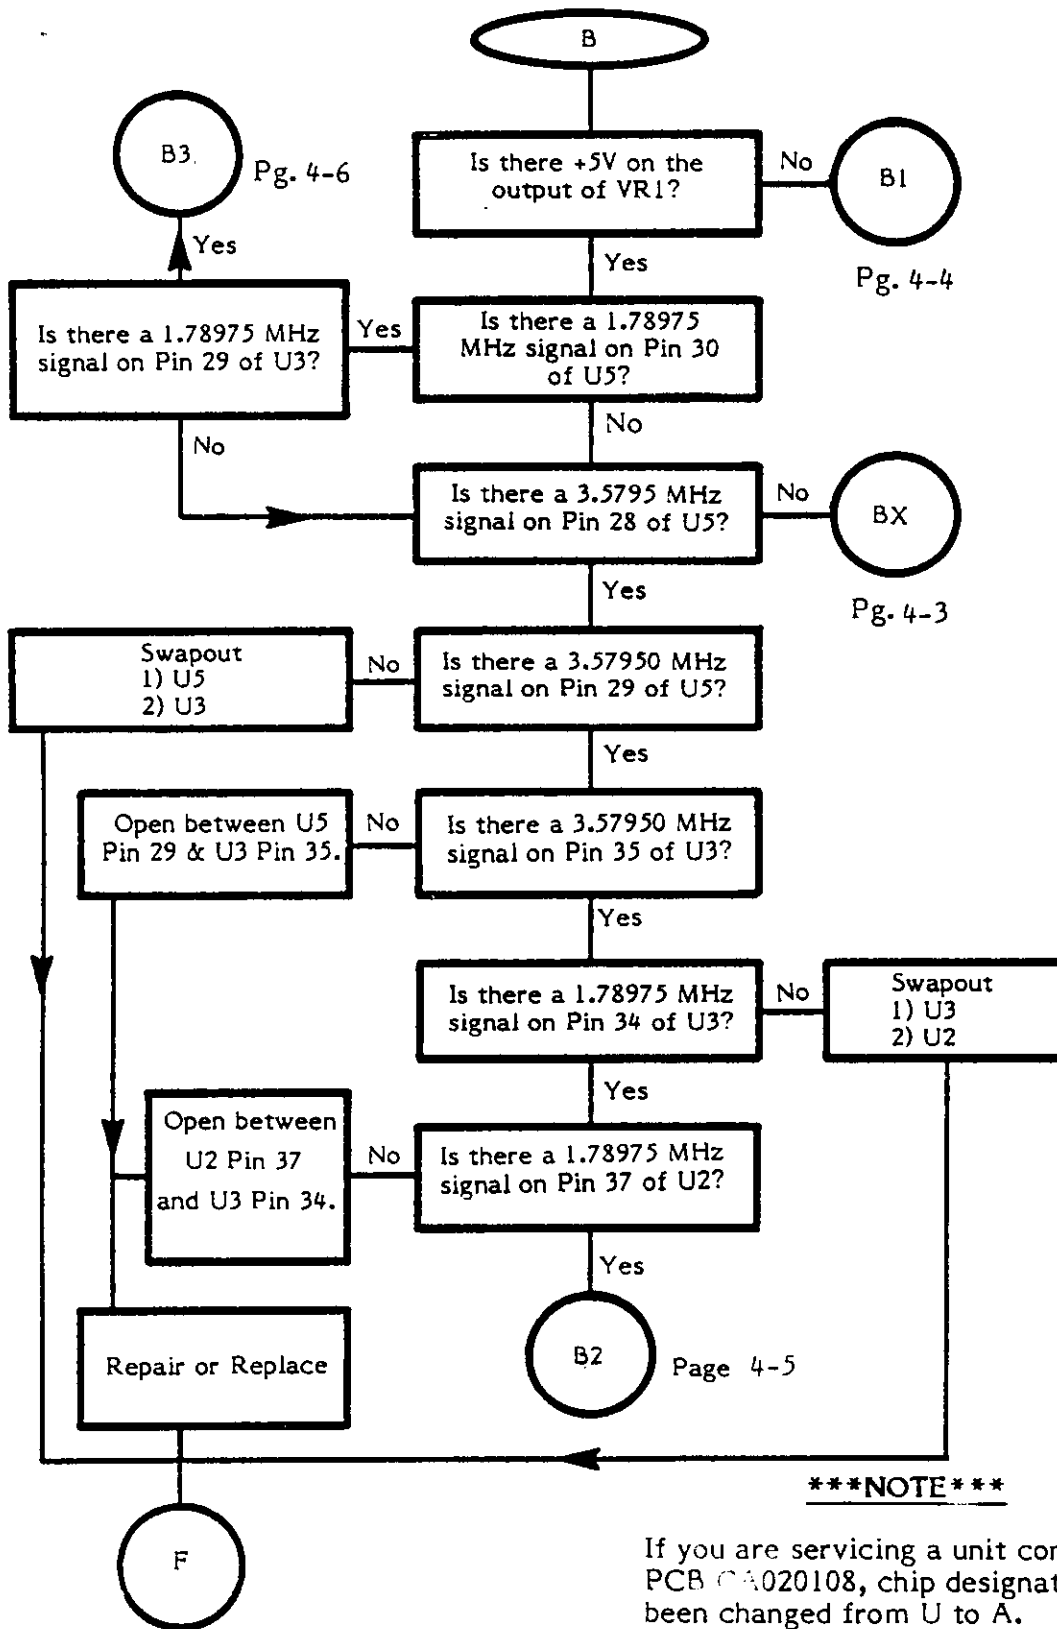 B
Is there +5V on the
output of VR1?
No
B1
Pg. 4-4
B3
Pg. 4-6
Yes
Yes
Is there a 1.78975 MHz
signal on Pin 29 of U3?
Yes
Is there a 1.78975
MHz signal on Pin 30
of U5?
No
No
Is there a 3.5795 MHz
signal on Pin 28 of U5?
No
BX
Pg. 4-3
Yes
Swapout
1) U5
2) U3
No
Is there a 3.57950 MHz
signal on Pin 29 of U5?
Yes
Open between U5
Pin 29 & U3 Pin 35.
No
Is there a 3.57950 MHz
signal on Pin 35 of U3?
Yes
Is there a 1.78975 MHz
signal on Pin 34 of U3?
No
Swapout
1) U3
2) U2
Yes
Open between
U2 Pin 37
and U3 Pin 34.
No
Is there a 1.78975 MHz
signal on Pin 37 of U2?
Yes
Repair or Replace
B2
Page 4-5
F
***NOTE***
If you are servicing a unit con
PCB CA020108, chip designat
been changed from U to A.